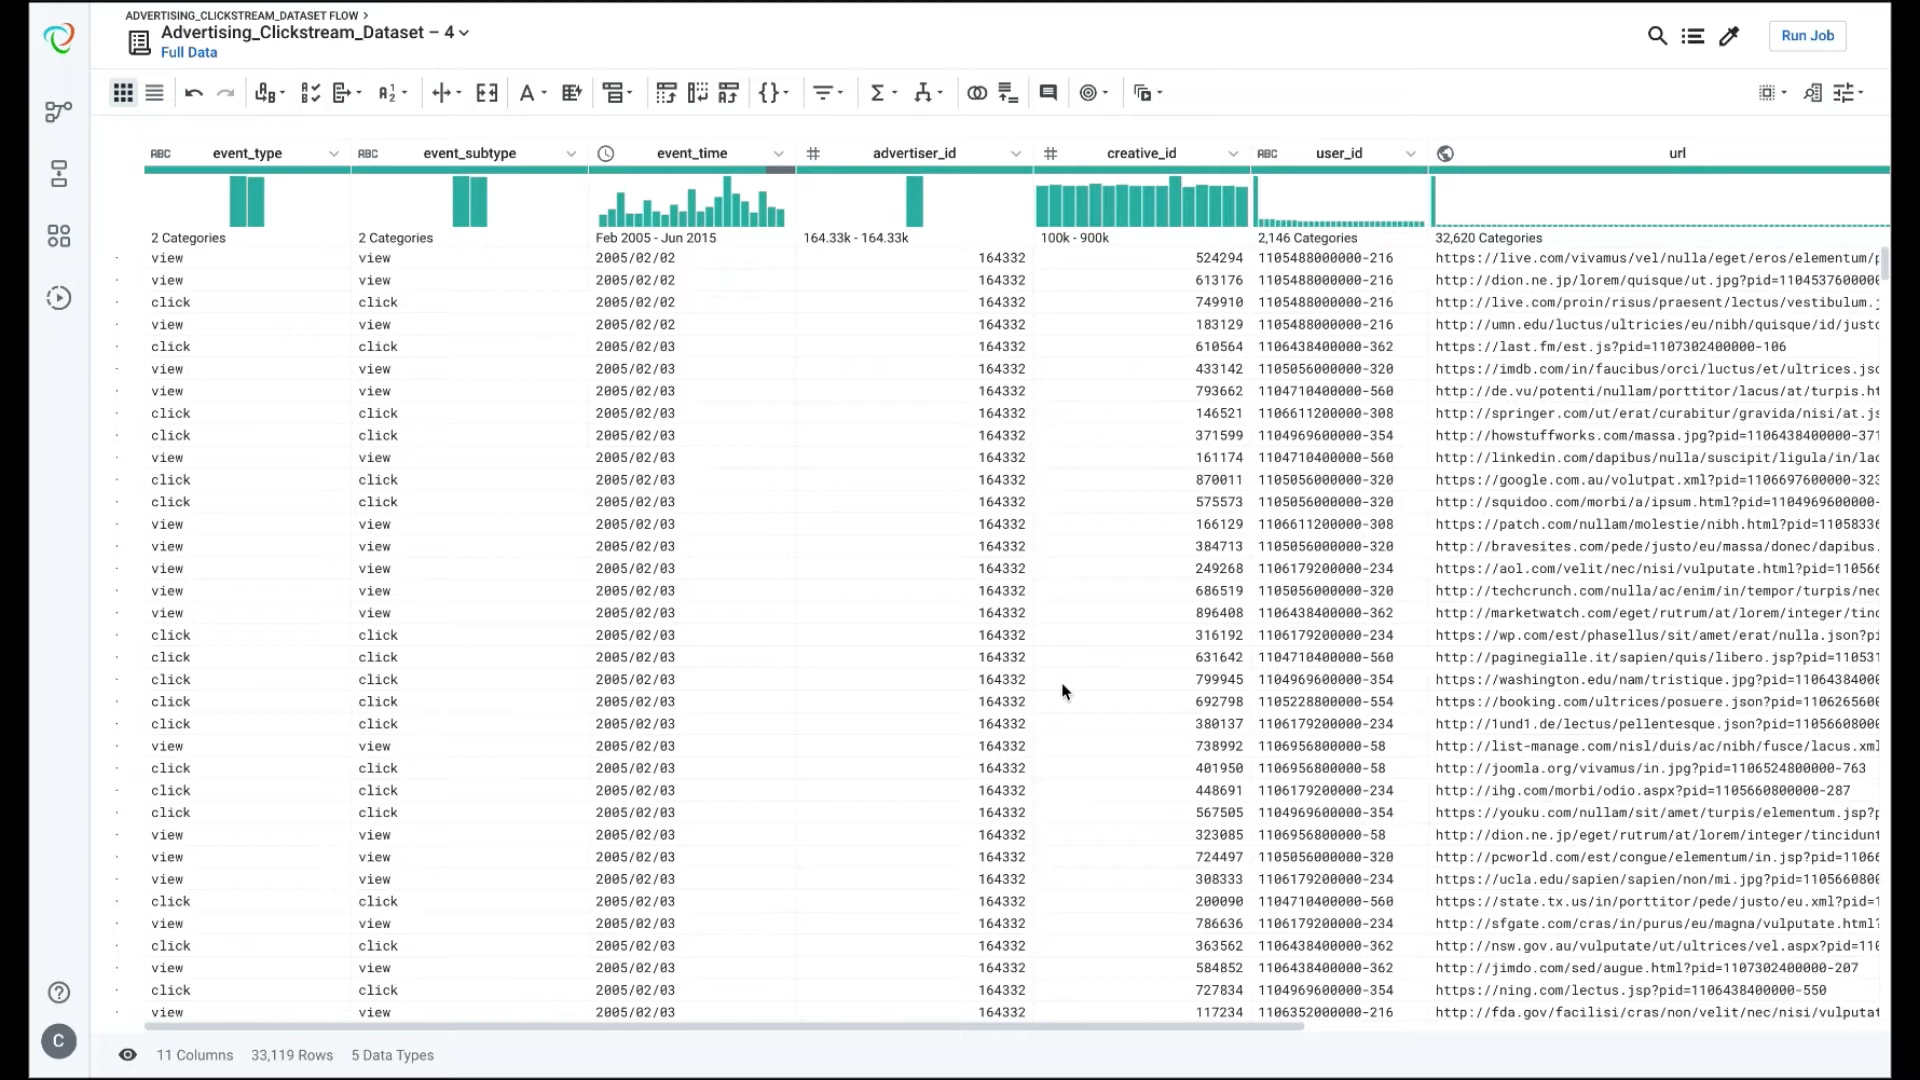 ADVERTISING_CLICKSTREAM_DATASET FLOW >
Advertising_Clickstream_Dataset – 4
Full Data
Run Job
ABC event_type ABC event_subtype event_time # advertiser_id # creative_id ABC user_id url
2 Categories 2 Categories Feb 2005 - Jun 2015 164.33k - 164.33k 100k - 900k 2,146 Categories 32,620 Categories
view view 2005/02/02 164332 524294 1105488000000-216 https://live.com/vivamus/vel/nulla/eget/eros/elementum/p
view view 2005/02/02 164332 613176 1105488000000-216 http://dion.ne.jp/lorem/quisque/ut.jpg?pid=1104537600000
click click 2005/02/02 164332 749910 1105488000000-216 http://live.com/proin/risus/praesent/lectus/vestibulum.j
view view 2005/02/02 164332 183129 1105488000000-216 http://umn.edu/luctus/ultricies/eu/nibh/quisque/id/justo
click click 2005/02/03 164332 610564 1106438400000-362 https://last.fm/est.js?pid=1107302400000-106
view view 2005/02/03 164332 433142 1105056000000-320 https://imdb.com/in/faucibus/orci/luctus/et/ultrices.jso
view view 2005/02/03 164332 793662 1104710400000-560 http://de.vu/potenti/nullam/porttitor/lacus/at/turpis.ht
click click 2005/02/03 164332 146521 1106611200000-308 http://springer.com/ut/erat/curabitur/gravida/nisi/at.js
click click 2005/02/03 164332 371599 1104969600000-354 http://howstuffworks.com/massa.jpg?pid=1106438400000-371
view view 2005/02/03 164332 161174 1104710400000-560 http://linkedin.com/dapibus/nulla/suscipit/ligula/in/lac
click click 2005/02/03 164332 870011 1105056000000-320 https://google.com.au/volutpat.xml?pid=1106697600000-323
click click 2005/02/03 164332 575573 1105056000000-320 http://squidoo.com/morbi/a/ipsum.html?pid=1104969600000-
view view 2005/02/03 164332 166129 1106611200000-308 https://patch.com/nullam/molestie/nibh.html?pid=11058336
view view 2005/02/03 164332 384713 1105056000000-320 http://bravesites.com/pede/justo/eu/massa/donec/dapibus.
view view 2005/02/03 164332 249268 1106179200000-234 https://aol.com/velit/nec/nisi/vulputate.html?pid=110566
view view 2005/02/03 164332 686519 1105056000000-320 http://techcrunch.com/nulla/ac/enim/in/tempor/turpis/nec
view view 2005/02/03 164332 896408 1106438400000-362 http://marketwatch.com/eget/rutrum/at/lorem/integer/tinc
click click 2005/02/03 164332 316192 1106179200000-234 https://wp.com/est/phasellus/sit/amet/erat/nulla.json?pi
click click 2005/02/03 164332 631642 1104710400000-560 http://paginegialle.it/sapien/quis/libero.jsp?pid=110531
click click 2005/02/03 164332 799945 1104969600000-354 https://washington.edu/nam/tristique.jpg?pid=11064384000
click click 2005/02/03 164332 692798 1105228800000-554 https://booking.com/ultrices/posuere.json?pid=1106265600
click click 2005/02/03 164332 380137 1106179200000-234 http://1und1.de/lectus/pellentesque.json?pid=11056608000
view view 2005/02/03 164332 738992 1106956800000-58 http://list-manage.com/nisl/duis/ac/nibh/fusce/lacus.xml
click click 2005/02/03 164332 401950 1106956800000-58 http://joomla.org/vivamus/in.jpg?pid=1106524800000-763
click click 2005/02/03 164332 448691 1106179200000-234 http://ihg.com/morbi/odio.aspx?pid=1105660800000-287
click click 2005/02/03 164332 567505 1104969600000-354 https://youku.com/nullam/sit/amet/turpis/elementum.jsp?p
view view 2005/02/03 164332 323085 1106956800000-58 http://dion.ne.jp/eget/rutrum/at/lorem/integer/tincidunt
view view 2005/02/03 164332 724497 1105056000000-320 http://pcworld.com/est/congue/elementum/in.jsp?pid=11066
view view 2005/02/03 164332 308333 1106179200000-234 https://ucla.edu/sapien/sapien/non/mi.jpg?pid=1105660800
click click 2005/02/03 164332 200090 1104710400000-560 https://state.tx.us/in/porttitor/pede/justo/eu.xml?pid=1
view view 2005/02/03 164332 786636 1106179200000-234 http://sfgate.com/cras/in/purus/eu/magna/vulputate.html?
click click 2005/02/03 164332 363562 1106438400000-362 http://nsw.gov.au/vulputate/ut/ultrices/vel.aspx?pid=110
view view 2005/02/03 164332 584852 1106438400000-362 http://jimdo.com/sed/augue.html?pid=1107302400000-207
click click 2005/02/03 164332 727834 1104969600000-354 https://ning.com/lectus.jsp?pid=1106438400000-550
view view 2005/02/03 164332 117234 1106352000000-216 http://fda.gov/facilisi/cras/non/velit/nec/nisi/vulputat
C
11 Columns 33,119 Rows 5 Data Types